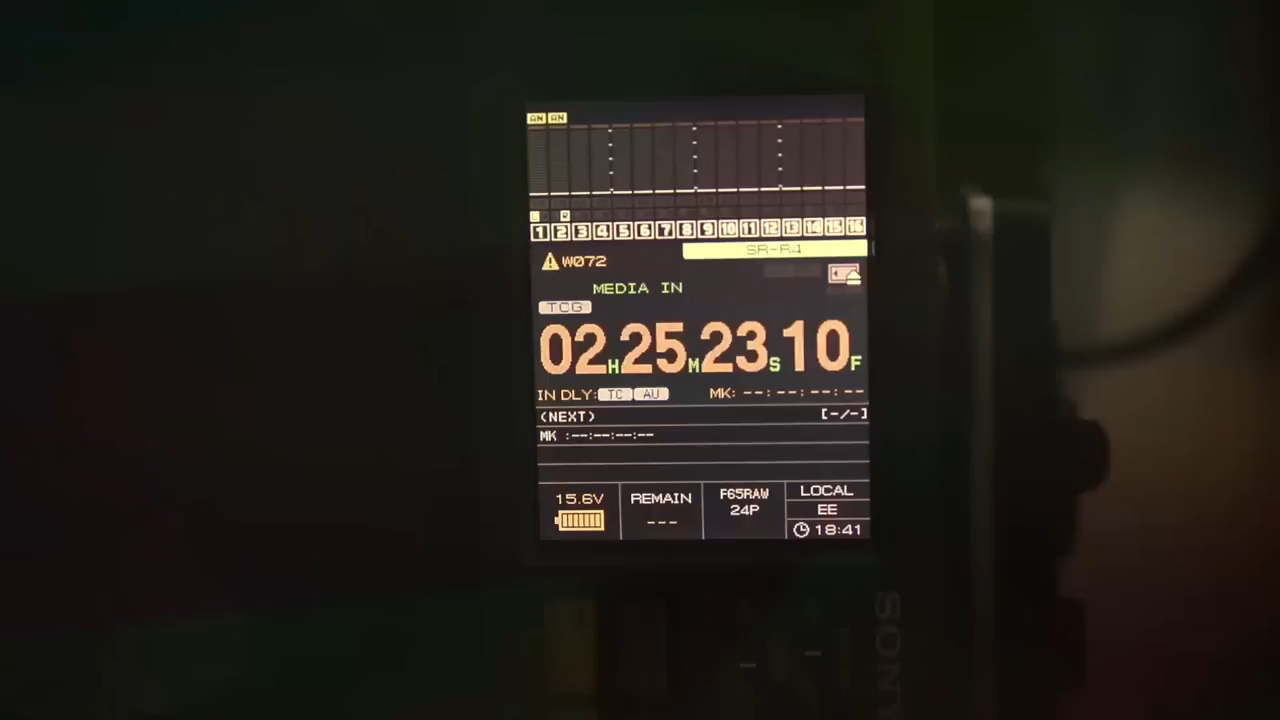 AN AN
L R
1 2 3 4 5 6 7 8 9 10 11 12 13 14 15 16
SR-R4
W072
MEDIA IN
TCG
02H25M23S10F
IN DLY: TC AU MK: --:--:--:--
(NEXT) [-/-]
MK :--:--:--:--
15.6V
REMAIN
---
F65RAW
24P
LOCAL
EE
18:41
SONY